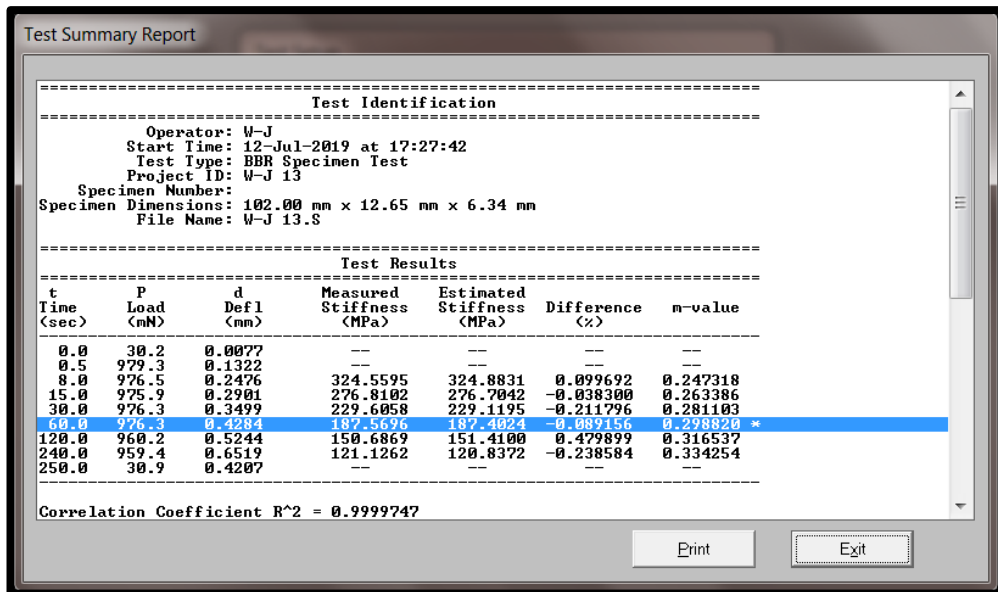 Test Summary Report
================================================================================
Test Identification
================================================================================
Operator: W-J
Start Time: 12-Jul-2019 at 17:27:42
Test Type: BBR Specimen Test
Project ID: W-J 13
Specimen Number:
Specimen Dimensions: 102.00 mm x 12.65 mm x 6.34 mm
File Name: W-J 13.S
================================================================================
Test Results
================================================================================
t P d Measured Estimated
Time Load Defl Stiffness Stiffness Difference m-value
(sec) (mN) (mm) (MPa) (MPa) (%)
--------------------------------------------------------------------------------
0.0 30.2 0.0077 -- -- -- --
0.5 979.3 0.1322 -- -- -- --
8.0 976.5 0.2476 324.5595 324.8831 0.099692 0.247318
15.0 975.9 0.2901 276.8102 276.7042 -0.038300 0.263386
30.0 976.3 0.3499 229.6058 229.1195 -0.211796 0.281103
60.0 976.3 0.4284 187.5696 187.4024 -0.089156 0.298820 *
120.0 960.2 0.5244 150.6869 151.4100 0.479899 0.316537
240.0 959.4 0.6519 121.1262 120.8372 -0.238584 0.334254
250.0 30.9 0.4207 -- -- -- --
--------------------------------------------------------------------------------
Correlation Coefficient R^2 = 0.9999747
Print Exit